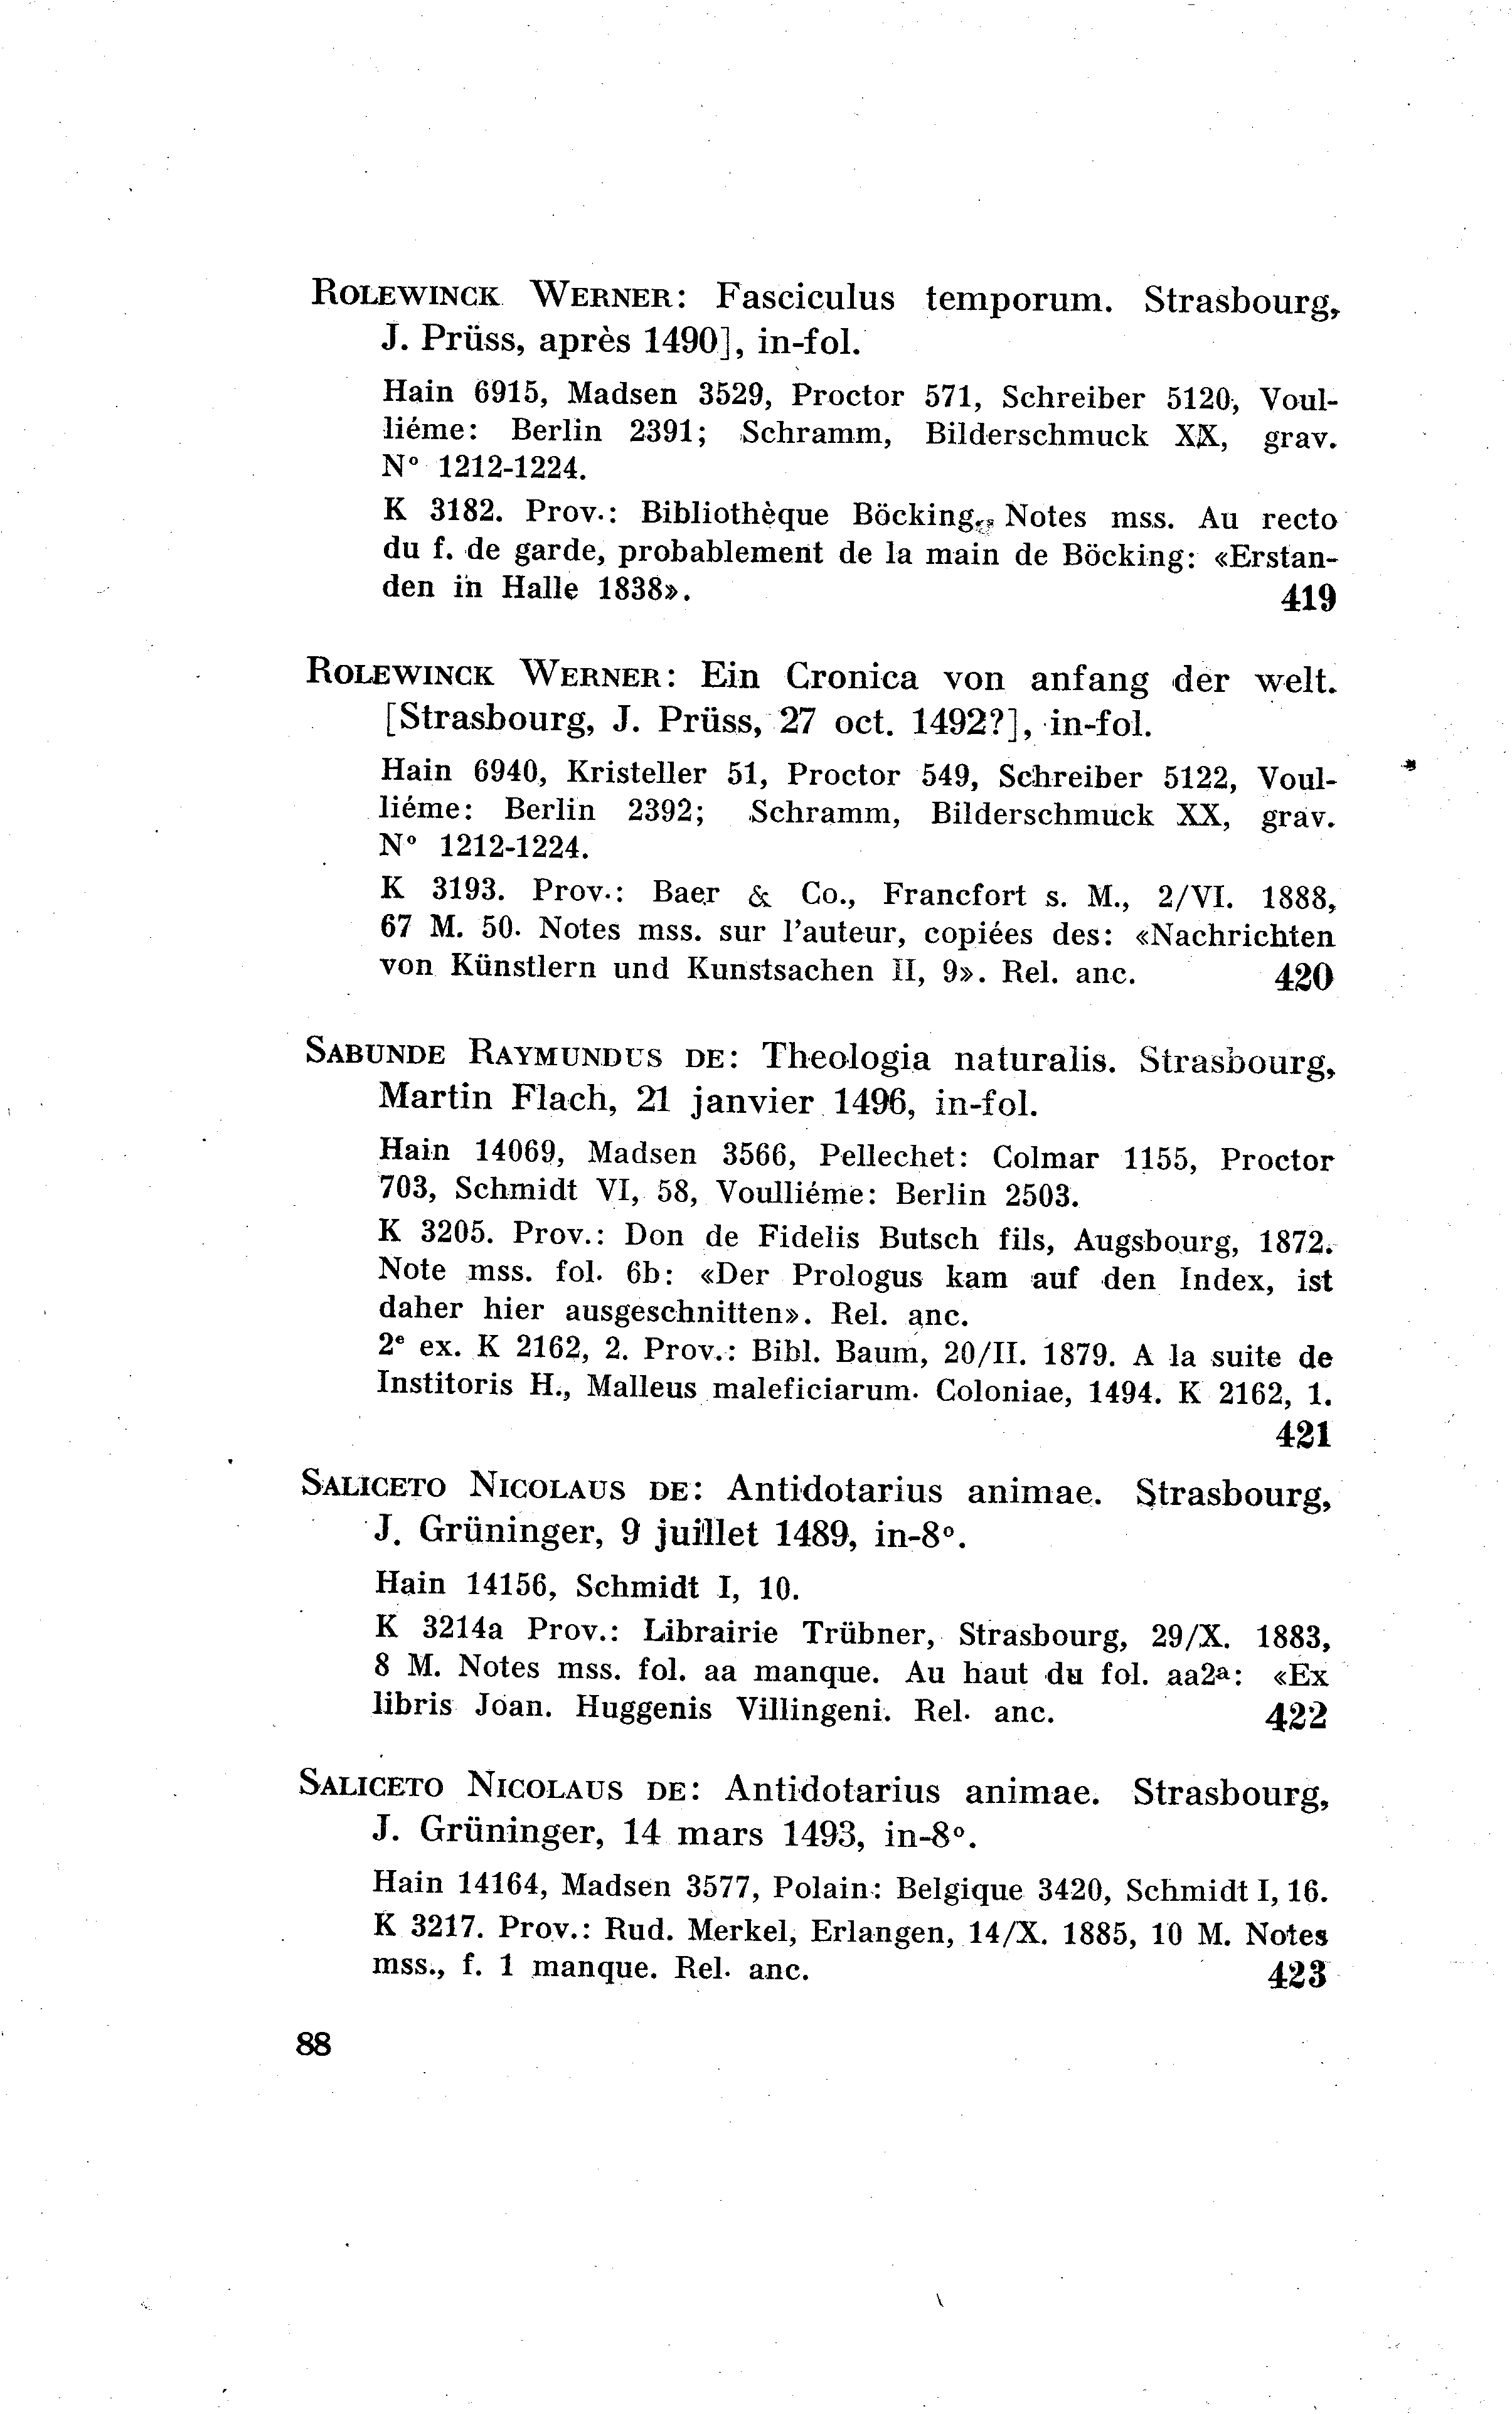 ROLEWINCK WERNER: Fasciculus temporum. Strasbourg,
J. Prüss, après 1490], in-fol.
Hain 6915, Madsen 3529, Proctor 571, Schreiber 5120, Voul-
liéme: Berlin 2391; Schramm, Bilderschmuck XX, grav.
N° 1212-1224.
K 3182. Prov.: Bibliothèque Böcking. Notes mss. Au recto
du f. de garde, probablement de la main de Böcking: «Erstan-
den in Halle 1838». 419
ROLEWINCK WERNER: Ein Cronica von anfang der welt.
[Strasbourg, J. Prüss, 27 oct. 1492?], in-fol.
Hain 6940, Kristeller 51, Proctor 549, Schreiber 5122, Voul-
liéme: Berlin 2392; Schramm, Bilderschmuck XX, grav.
N° 1212-1224.
K 3193. Prov.: Baer & Co., Francfort s. M., 2/VI. 1888,
67 M. 50. Notes mss. sur l'auteur, copiées des: «Nachrichten
von Künstlern und Kunstsachen II, 9». Rel. anc. 420
SABUNDE RAYMUNDUS DE: Theologia naturalis. Strasbourg,
Martin Flach, 21 janvier 1496, in-fol.
Hain 14069, Madsen 3566, Pellechet: Colmar 1155, Proctor
703, Schmidt VI, 58, Voulliéme: Berlin 2503.
K 3205. Prov.: Don de Fidelis Butsch fils, Augsbourg, 1872.
Note mss. fol. 6b: «Der Prologus kam auf den Index, ist
daher hier ausgeschnitten». Rel. anc.
2e ex. K 2162, 2. Prov.: Bibl. Baum, 20/II. 1879. A la suite de
Institoris H., Malleus maleficiarum. Coloniae, 1494. K 2162, 1.
421
SALICETO NICOLAUS DE: Antidotarius animae. Strasbourg,
J. Grüninger, 9 juillet 1489, in-8°.
Hain 14156, Schmidt I, 10.
K 3214a Prov.: Librairie Trübner, Strasbourg, 29/X. 1883,
8 M. Notes mss. fol. aa manque. Au haut du fol. aa2a: «Ex
libris Joan. Huggenis Villingeni. Rel. anc. 422
SALICETO NICOLAUS DE: Antidotarius animae. Strasbourg,
J. Grüninger, 14 mars 1493, in-8°.
Hain 14164, Madsen 3577, Polain: Belgique 3420, Schmidt I, 16.
K 3217. Prov.: Rud. Merkel, Erlangen, 14/X. 1885, 10 M. Notes
mss., f. 1 manque. Rel. anc. 423
88